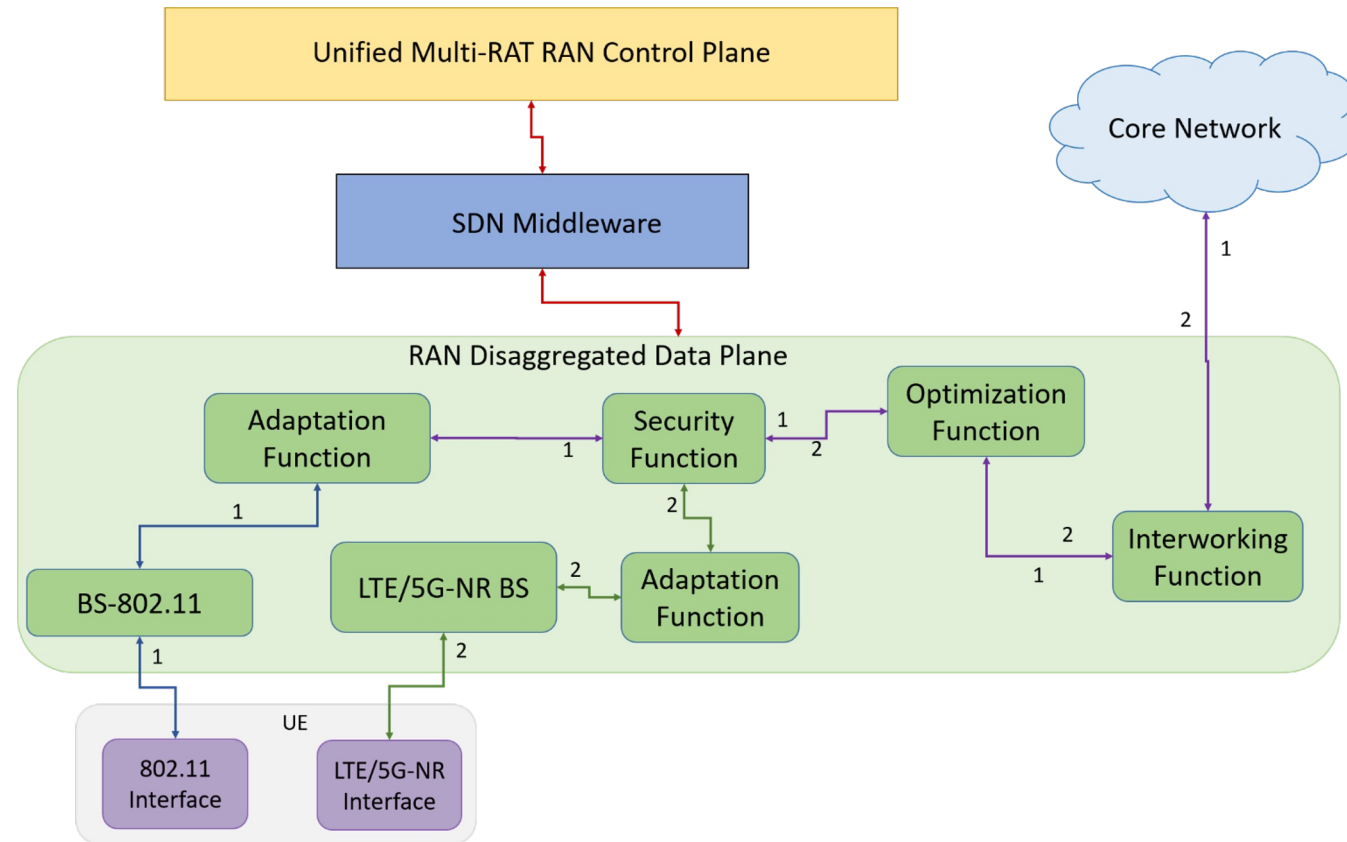 Unified Multi-RAT RAN Control Plane
Core Network
SDN Middleware
1
2
RAN Disaggregated Data Plane
Adaptation
Function
1
Security
Function
1
2
Optimization
Function
1
2
2
1
Interworking
Function
BS-802.11
LTE/5G-NR BS
2
Adaptation
Function
1
2
UE
802.11
Interface
LTE/5G-NR
Interface